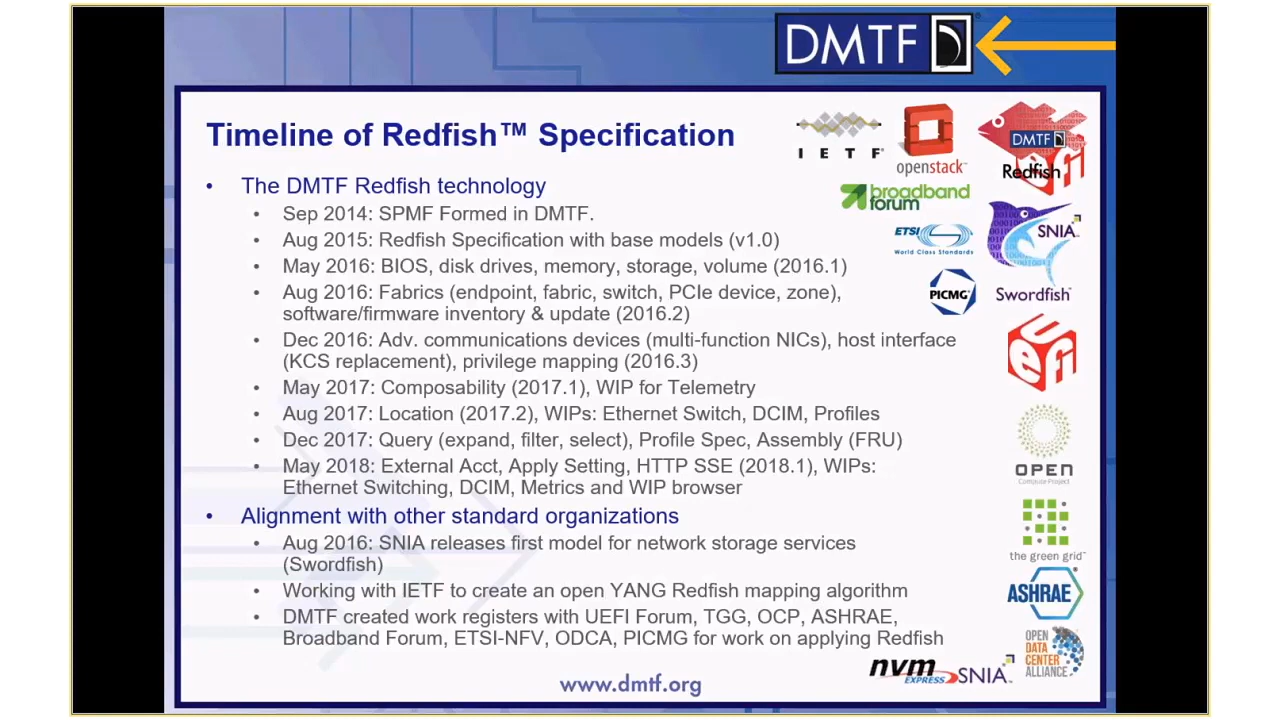 DMTF
Timeline of Redfish™ Specification
• The DMTF Redfish technology
• Sep 2014: SPMF Formed in DMTF.
• Aug 2015: Redfish Specification with base models (v1.0)
• May 2016: BIOS, disk drives, memory, storage, volume (2016.1)
• Aug 2016: Fabrics (endpoint, fabric, switch, PCIe device, zone),
software/firmware inventory & update (2016.2)
• Dec 2016: Adv. communications devices (multi-function NICs), host interface
(KCS replacement), privilege mapping (2016.3)
• May 2017: Composability (2017.1), WIP for Telemetry
• Aug 2017: Location (2017.2), WIPs: Ethernet Switch, DCIM, Profiles
• Dec 2017: Query (expand, filter, select), Profile Spec, Assembly (FRU)
• May 2018: External Acct, Apply Setting, HTTP SSE (2018.1), WIPs:
Ethernet Switching, DCIM, Metrics and WIP browser
• Alignment with other standard organizations
• Aug 2016: SNIA releases first model for network storage services
(Swordfish)
• Working with IETF to create an open YANG Redfish mapping algorithm
• DMTF created work registers with UEFI Forum, TGG, OCP, ASHRAE,
Broadband Forum, ETSI-NFV, ODCA, PICMG for work on applying Redfish
www.dmtf.org
IETF®
openstack™
DMTF
Redfish
broadband
forum
ETSI
World Class Standards
SNIA
Swordfish™
PICMG
UEFI
OPEN
Compute Project
the green grid™
ASHRAE
OPEN
DATA
CENTER
ALLIANCE
nvm
EXPRESS
SNIA